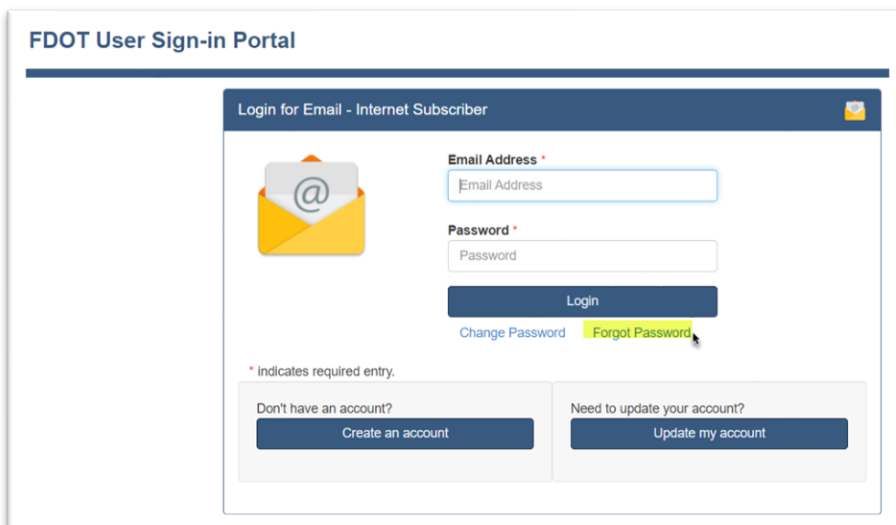 FDOT User Sign-in Portal
Login for Email - Internet Subscriber
@
Email Address *
Email Address
Password *
Password
Login
Change Password Forgot Password
* indicates required entry.
Don't have an account? Need to update your account?
Create an account Update my account